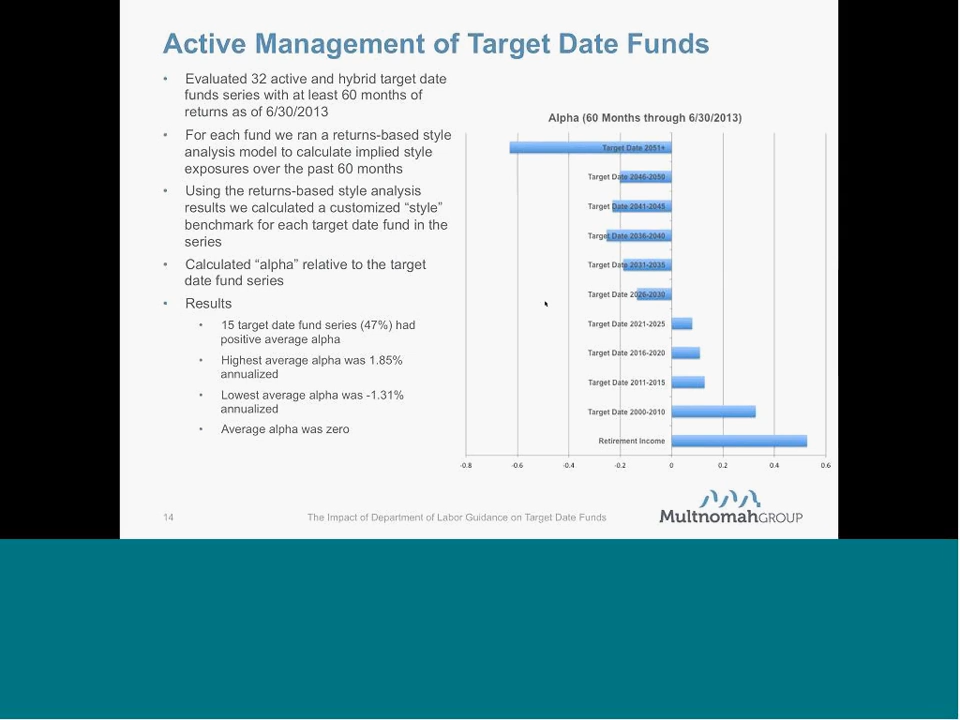 Active Management of Target Date Funds
• Evaluated 32 active and hybrid target date
funds series with at least 60 months of
returns as of 6/30/2013
• For each fund we ran a returns-based style
analysis model to calculate implied style
exposures over the past 60 months
• Using the returns-based style analysis
results we calculated a customized “style”
benchmark for each target date fund in the
series
• Calculated “alpha” relative to the target
date fund series
• Results
• 15 target date fund series (47%) had
positive average alpha
• Highest average alpha was 1.85%
annualized
• Lowest average alpha was -1.31%
annualized
• Average alpha was zero
Alpha (60 Months through 6/30/2013)
Target Date 2051+
Target Date 2046-2050
Target Date 2041-2045
Target Date 2036-2040
Target Date 2031-2035
Target Date 2026-2030
Target Date 2021-2025
Target Date 2016-2020
Target Date 2011-2015
Target Date 2000-2010
Retirement Income
-0.8 -0.6 -0.4 -0.2 0 0.2 0.4 0.6
14
The Impact of Department of Labor Guidance on Target Date Funds
MultnomahGROUP